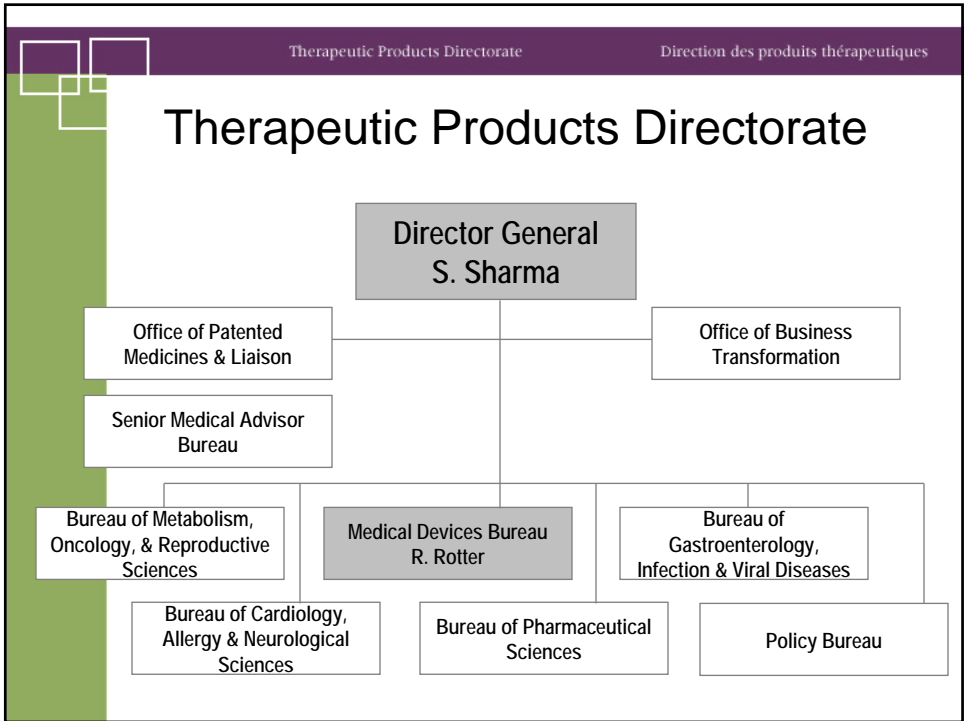 Therapeutic Products Directorate
Direction des produits thérapeutiques
Therapeutic Products Directorate
Director General
S. Sharma
Office of Patented
Medicines & Liaison
Office of Business
Transformation
Senior Medical Advisor
Bureau
Bureau of Metabolism,
Oncology, & Reproductive
Sciences
Medical Devices Bureau
R. Rotter
Bureau of
Gastroenterology,
Infection & Viral Diseases
Bureau of Cardiology,
Allergy & Neurological
Sciences
Bureau of Pharmaceutical
Sciences
Policy Bureau